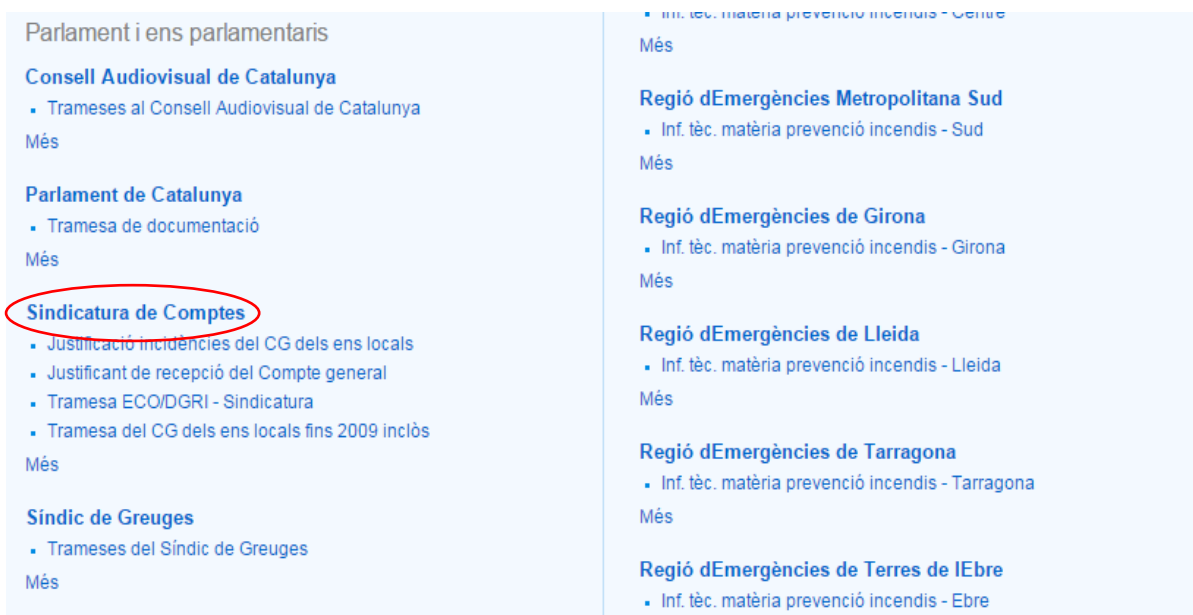 Parlament i ens parlamentaris
Consell Audiovisual de Catalunya
Trameses al Consell Audiovisual de Catalunya
Més
Parlament de Catalunya
Tramesa de documentació
Més
Sindicatura de Comptes
Justificació incidències del CG dels ens locals
Justificant de recepció del Compte general
Tramesa ECO/DGRI - Sindicatura
Tramesa del CG dels ens locals fins 2009 inclòs
Més
Síndic de Greuges
Trameses del Síndic de Greuges
Més
Inf. tèc. matèria prevenció incendis - Centre
Més
Regió dEmergències Metropolitana Sud
Inf. tèc. matèria prevenció incendis - Sud
Més
Regió dEmergències de Girona
Inf. tèc. matèria prevenció incendis - Girona
Més
Regió dEmergències de Lleida
Inf. tèc. matèria prevenció incendis - Lleida
Més
Regió dEmergències de Tarragona
Inf. tèc. matèria prevenció incendis - Tarragona
Més
Regió dEmergències de Terres de lEbre
Inf. tèc. matèria prevenció incendis - Ebre